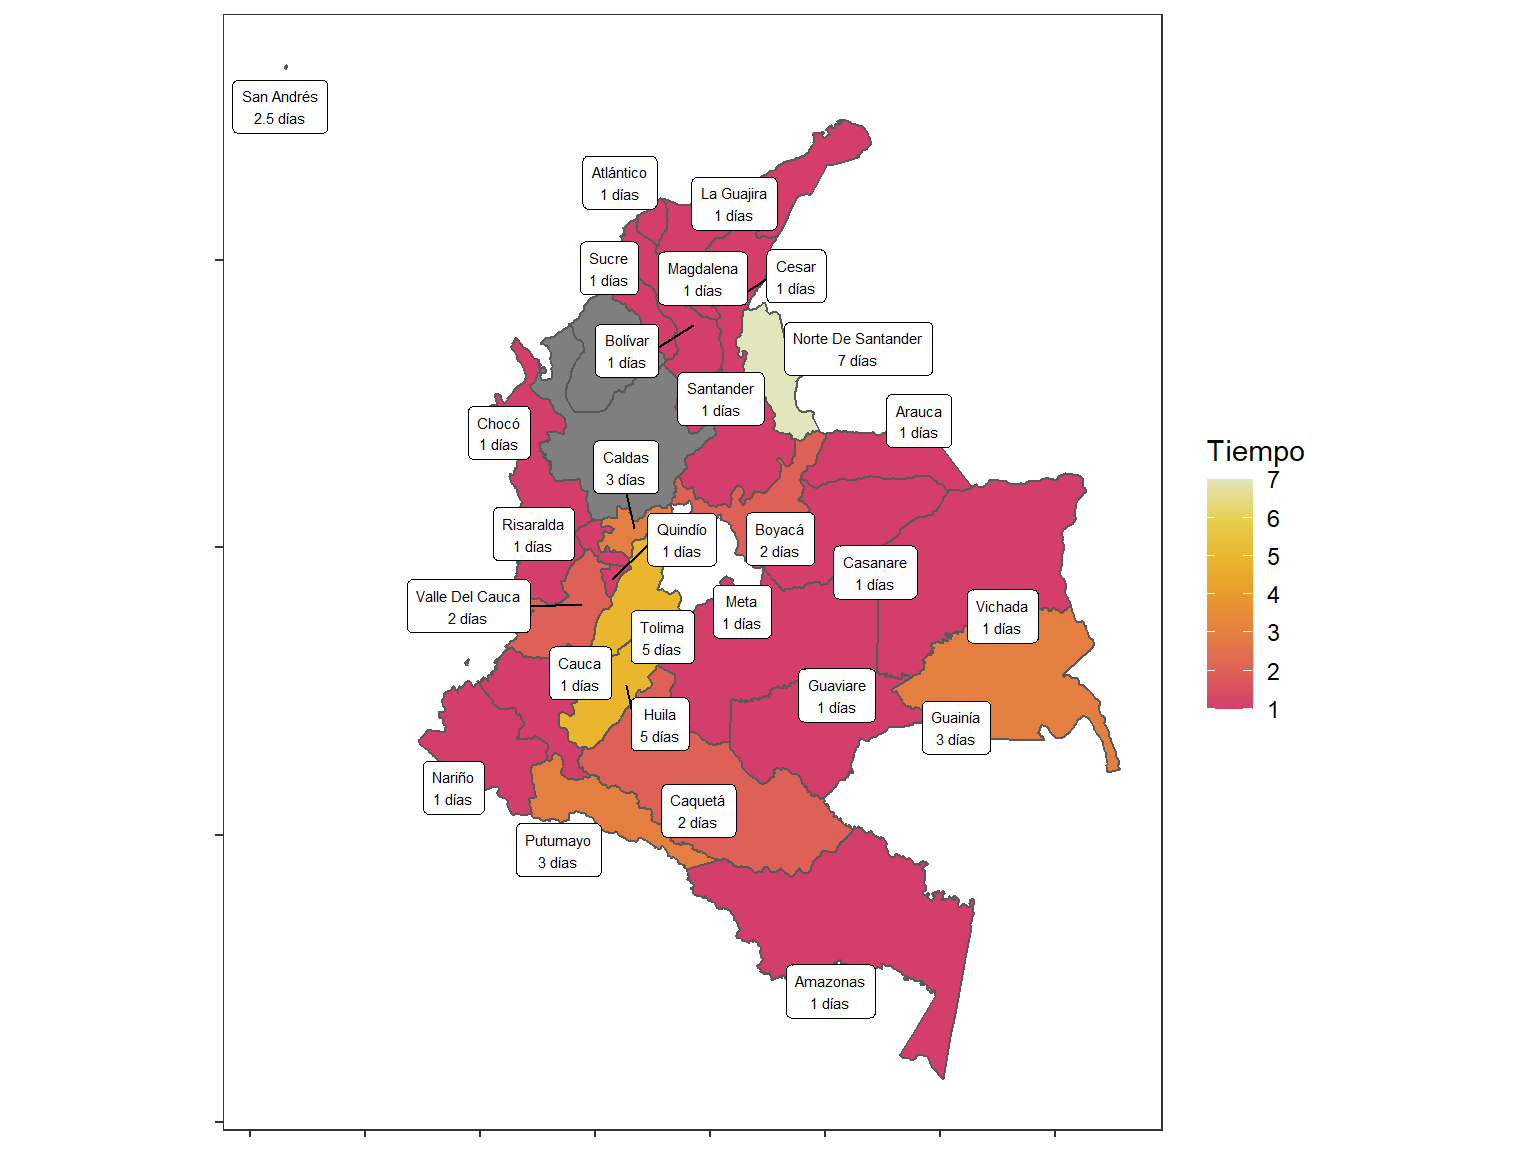 San Andrés
2.5 días
Atlántico
1 días
La Guajira
1 días
Sucre
1 días
Magdalena
1 días
Cesar
1 días
Bolívar
1 días
Norte De Santander
7 días
Santander
1 días
Arauca
1 días
Chocó
1 días
Caldas
3 días
Risaralda
1 días
Quindío
1 días
Boyacá
2 días
Casanare
1 días
Valle Del Cauca
2 días
Meta
1 días
Vichada
1 días
Tolima
5 días
Cauca
1 días
Guaviare
1 días
Huila
5 días
Guainía
3 días
Nariño
1 días
Caquetá
2 días
Putumayo
3 días
Amazonas
1 días
Tiempo
7
6
5
4
3
2
1